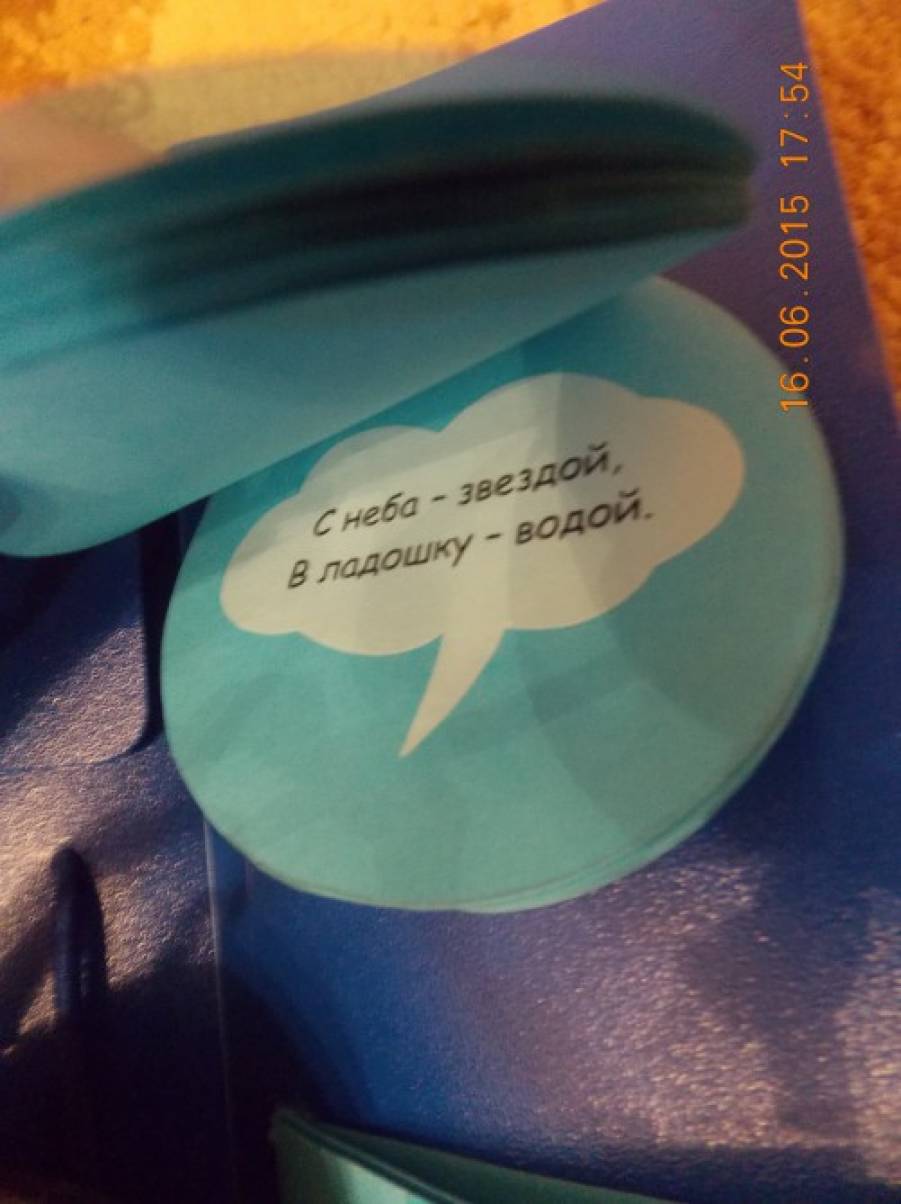 С неба - звездой,
В ладошку - водой.
16.06.2015 17:54